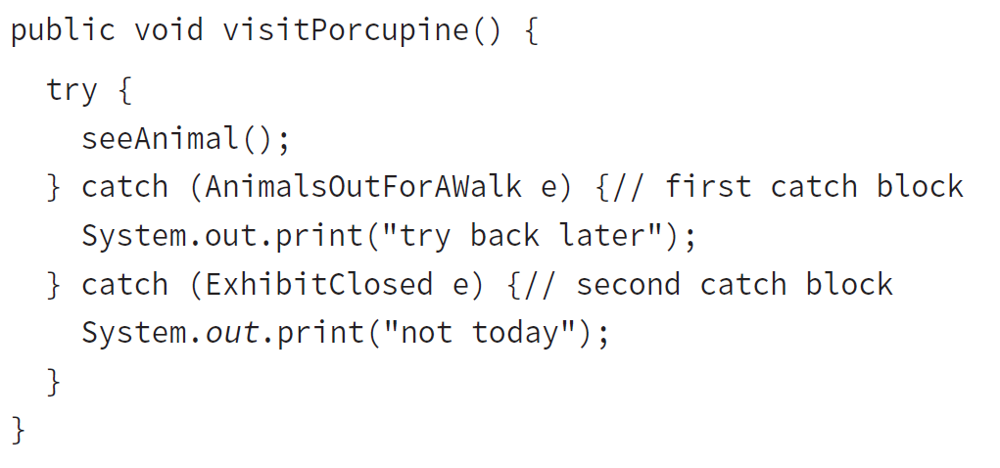 public void visitPorcupine() {
  try {
    seeAnimal();
  } catch (AnimalsOutForAWalk e) {// first catch block
    System.out.print("try back later");
  } catch (ExhibitClosed e) {// second catch block
    System.out.print("not today");
  }
}